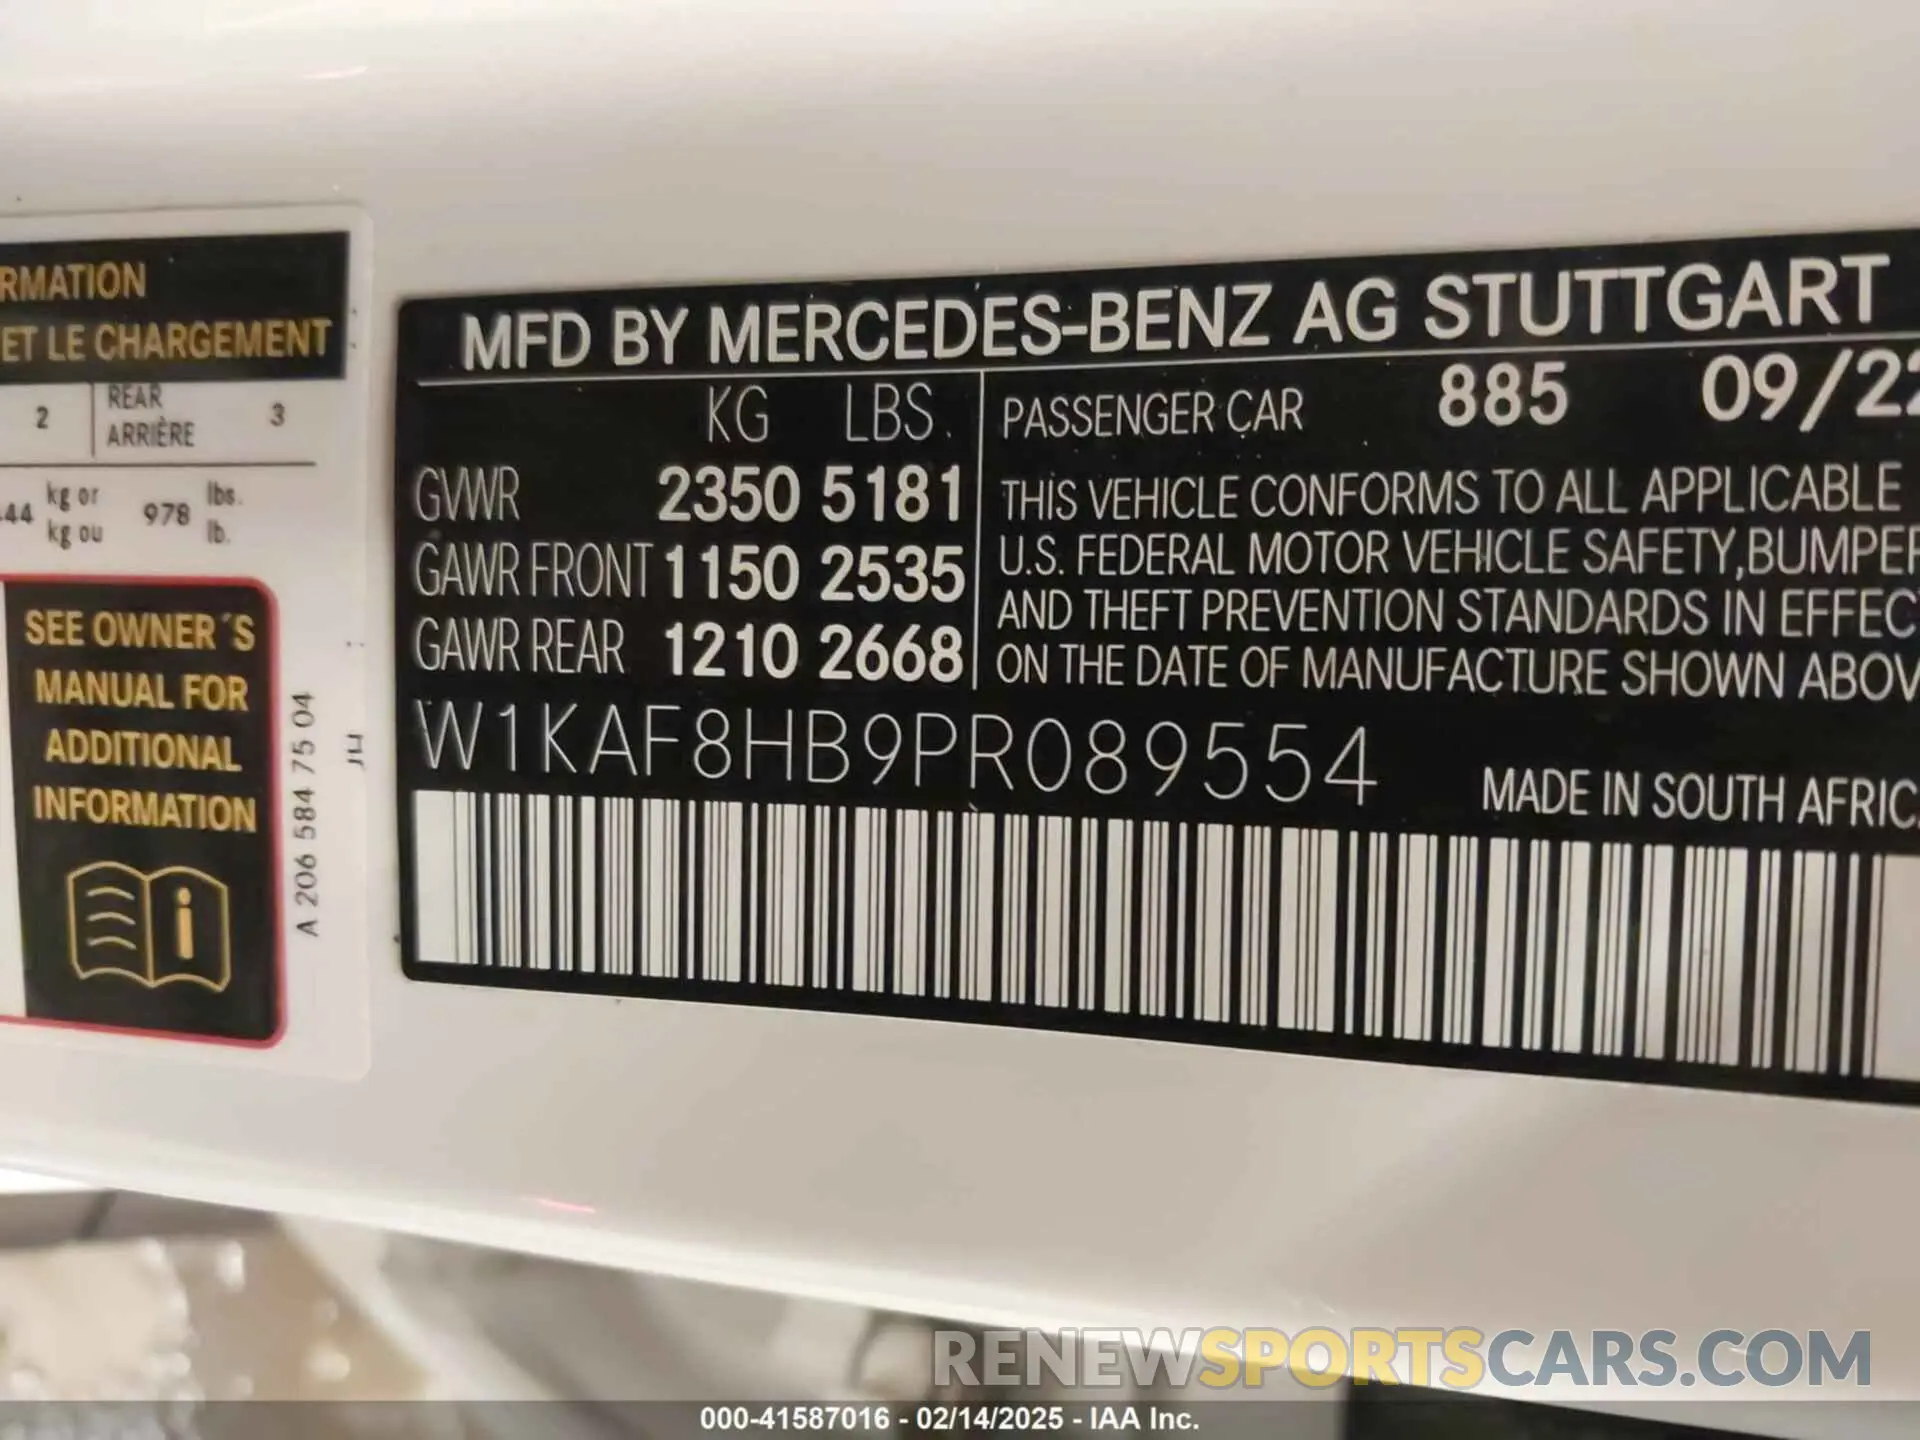 RMATION
ET LE CHARGEMENT
2 REAR 3
ARRIÈRE
44 kg or 978 lbs.
kg ou lb.
SEE OWNER´S
MANUAL FOR
ADDITIONAL
INFORMATION
i
A 206 584 75 04
MFD BY MERCEDES-BENZ AG STUTTGART
KG LBS. PASSENGER CAR 885 09/22
GVWR 2350 5181
GAWR FRONT 1150 2535
GAWR REAR 1210 2668
THIS VEHICLE CONFORMS TO ALL APPLICABLE
U.S. FEDERAL MOTOR VEHICLE SAFETY,BUMPER
AND THEFT PREVENTION STANDARDS IN EFFEC
ON THE DATE OF MANUFACTURE SHOWN ABOV
W1KAF8HB9PR089554
MADE IN SOUTH AFRIC
RENEWSPORTSCARS.COM
000-41587016 - 02/14/2025 - IAA Inc.